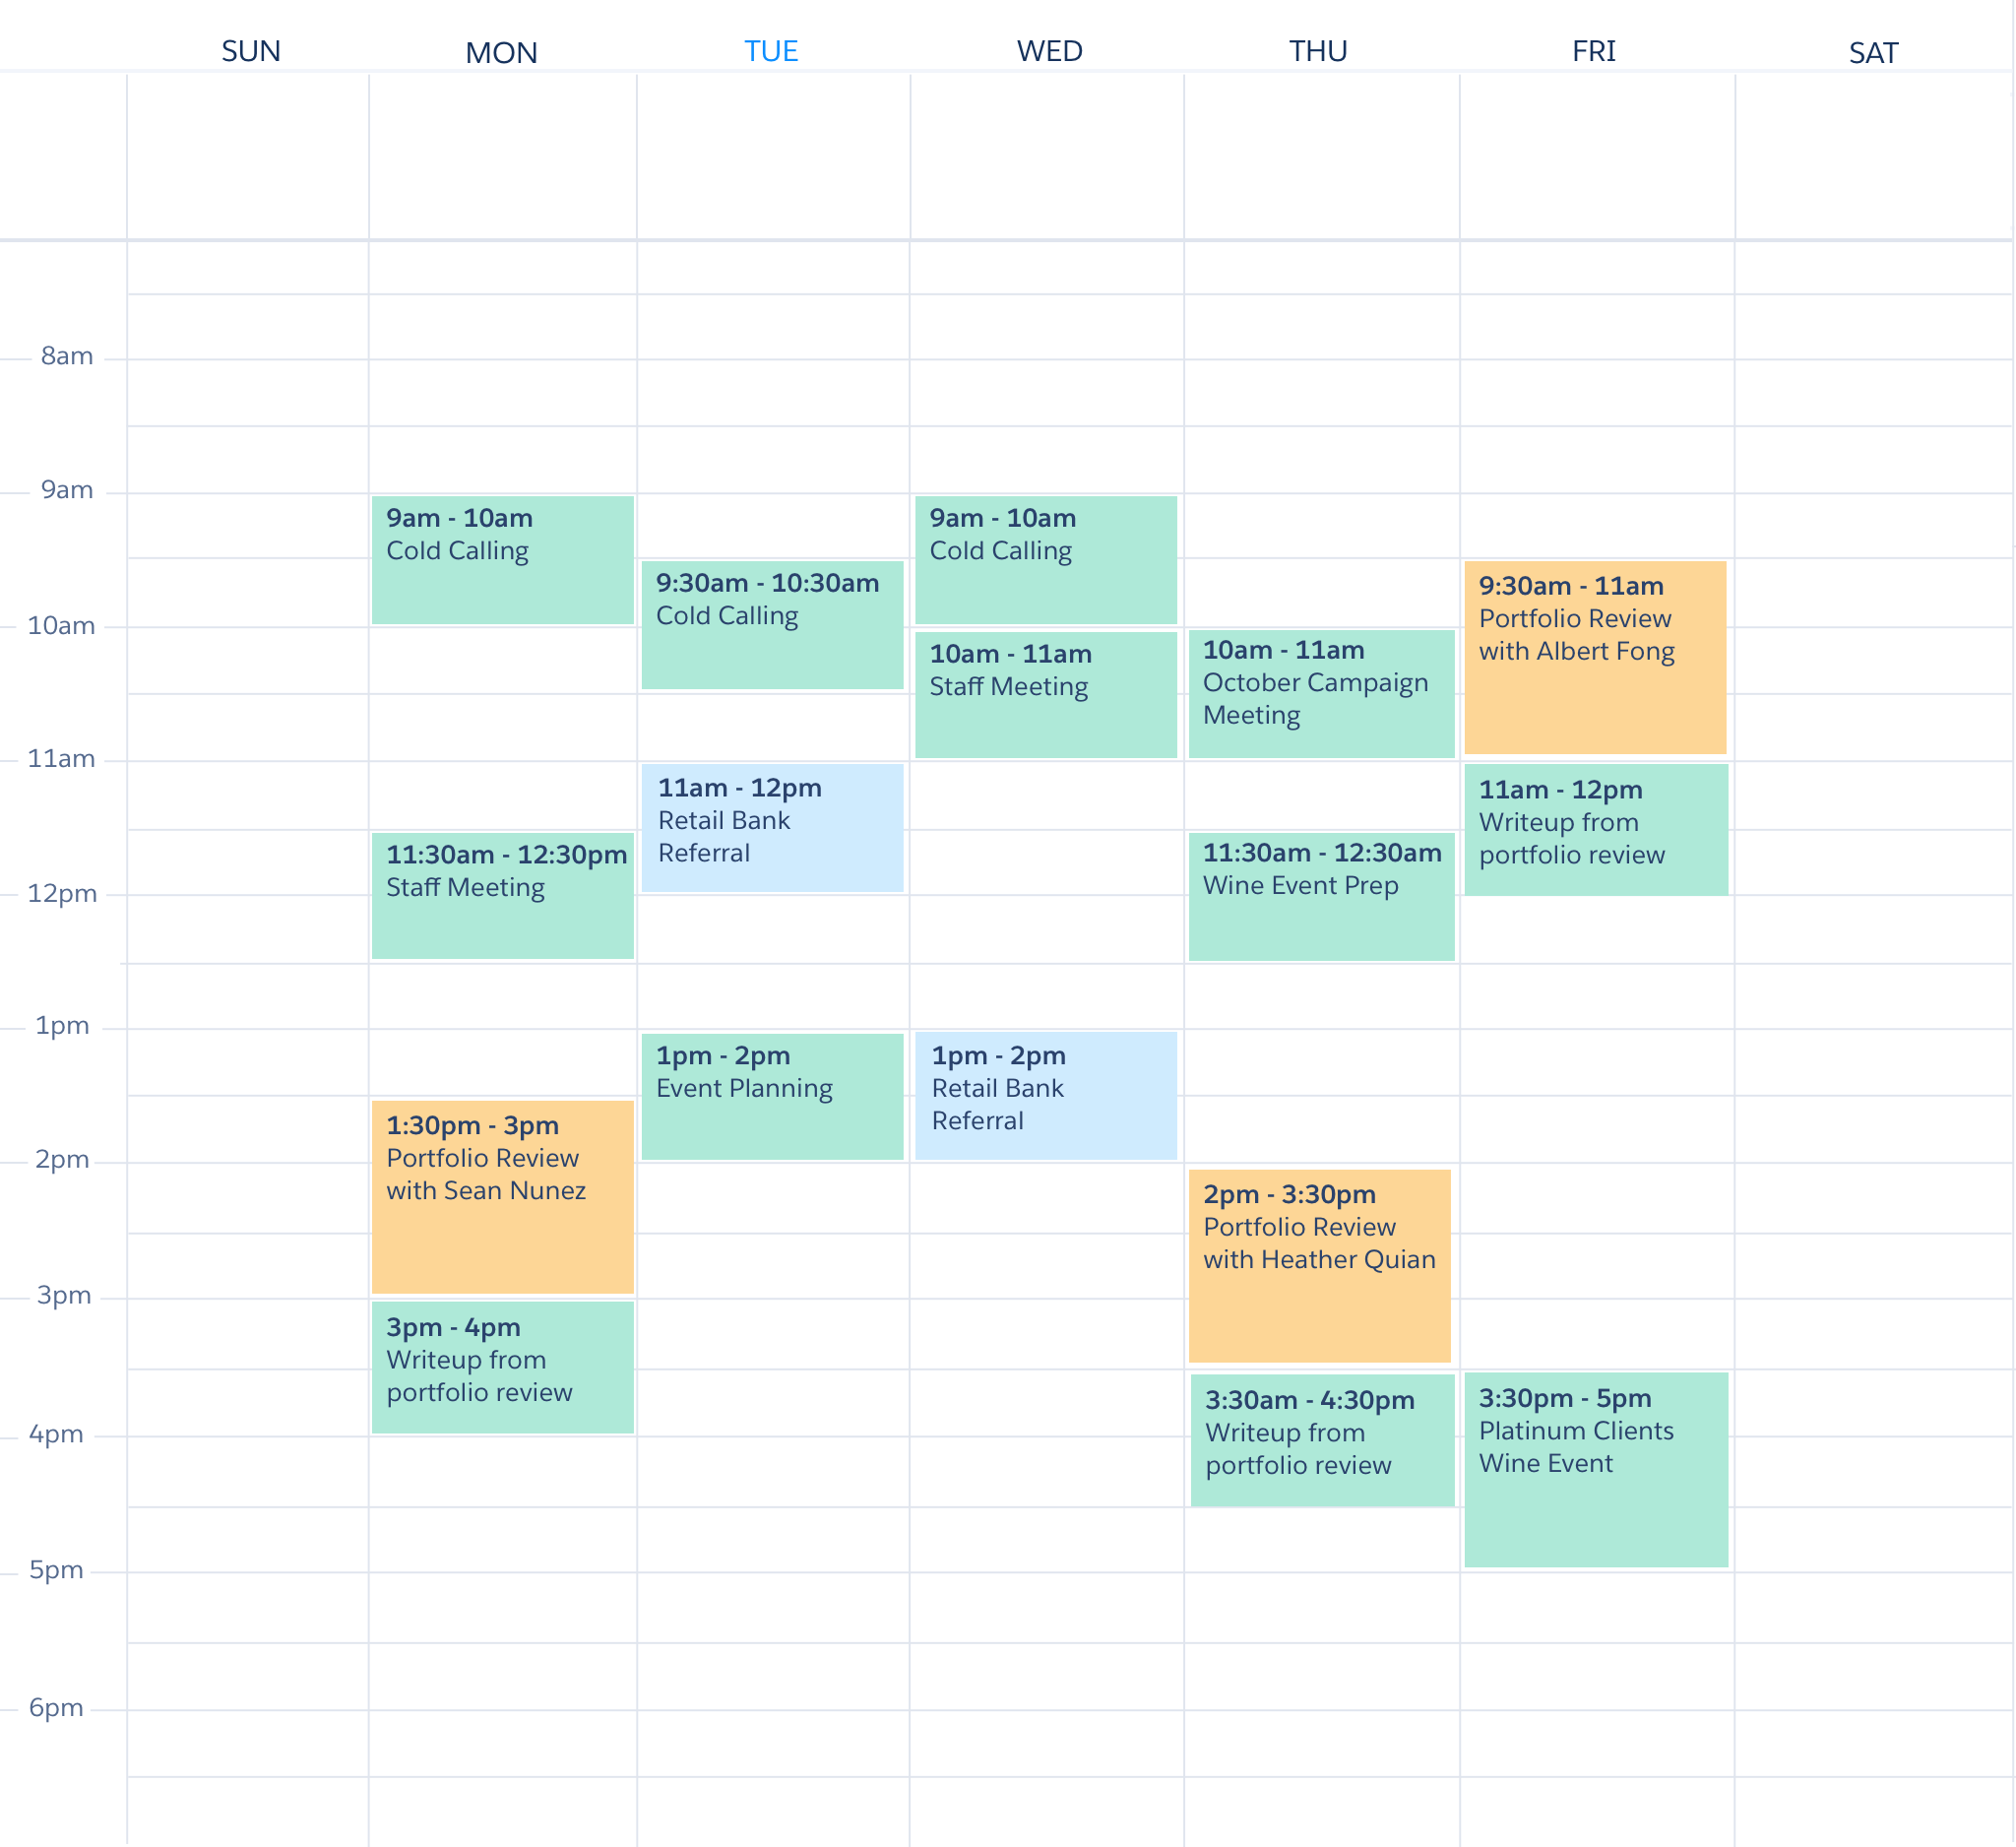 SUN
MON
TUE
WED
THU
FRI
SAT
8am
9am
10am
11am
12pm
1pm
2pm
3pm
4pm
5pm
6pm
9am - 10am
Cold Calling
11:30am - 12:30pm
Staff Meeting
1:30pm - 3pm
Portfolio Review
with Sean Nunez
3pm - 4pm
Writeup from
portfolio review
9:30am - 10:30am
Cold Calling
11am - 12pm
Retail Bank
Referral
1pm - 2pm
Event Planning
9am - 10am
Cold Calling
10am - 11am
Staff Meeting
1pm - 2pm
Retail Bank
Referral
10am - 11am
October Campaign
Meeting
11:30am - 12:30am
Wine Event Prep
2pm - 3:30pm
Portfolio Review
with Heather Quian
3:30am - 4:30pm
Writeup from
portfolio review
9:30am - 11am
Portfolio Review
with Albert Fong
11am - 12pm
Writeup from
portfolio review
3:30pm - 5pm
Platinum Clients
Wine Event